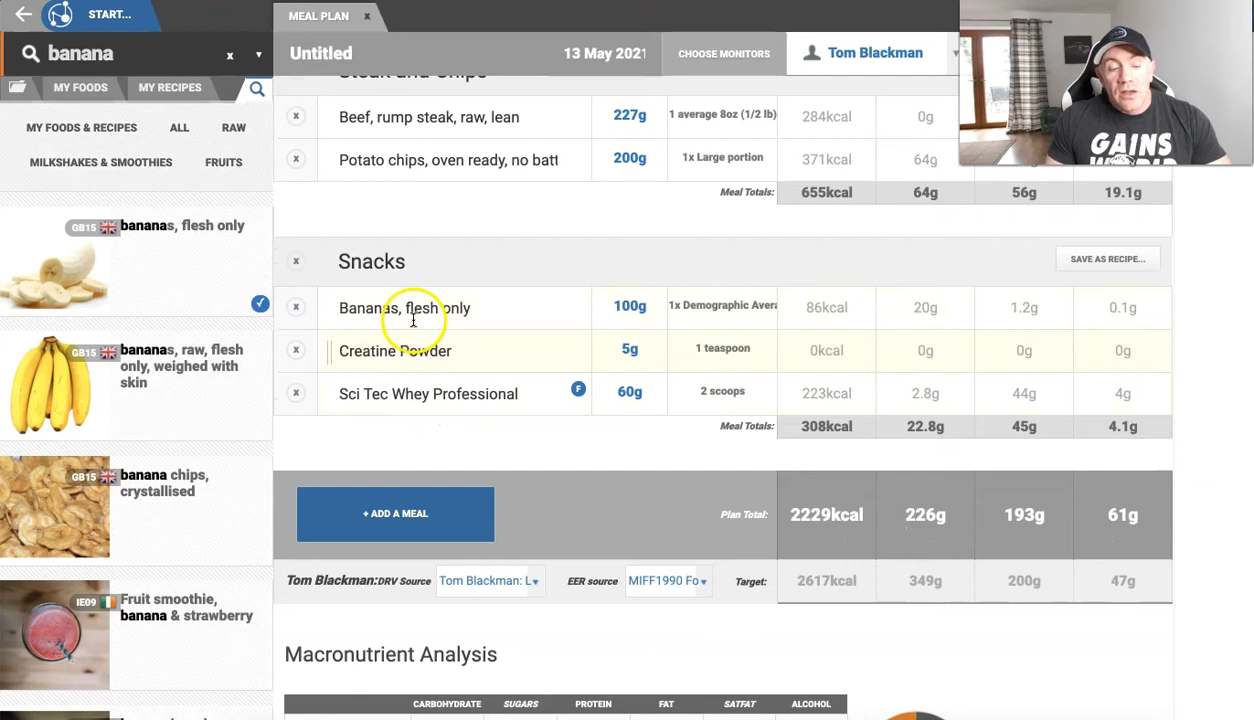 START...
MEAL PLAN x
banana x
Untitled
13 May 2021
CHOOSE MONITORS
Tom Blackman
MY FOODS
MY RECIPES
MY FOODS & RECIPES ALL RAW
MILKSHAKES & SMOOTHIES FRUITS
GB15 bananas, flesh only
GB15 bananas, raw, flesh
only, weighed with
skin
GB15 banana chips,
crystallised
IE09 Fruit smoothie,
banana & strawberry
Steak and Chips
x Beef, rump steak, raw, lean 227g 1 average 8oz (1/2 lb) 284kcal 0g
x Potato chips, oven ready, no batt 200g 1x Large portion 371kcal 64g
Meal Totals: 655kcal 64g 56g 19.1g
x Snacks SAVE AS RECIPE...
x Bananas, flesh only 100g 1x Demographic Avera 86kcal 20g 1.2g 0.1g
x Creatine Powder 5g 1 teaspoon 0kcal 0g 0g 0g
x Sci Tec Whey Professional F 60g 2 scoops 223kcal 2.8g 44g 4g
Meal Totals: 308kcal 22.8g 45g 4.1g
+ ADD A MEAL Plan Total: 2229kcal 226g 193g 61g
Tom Blackman: DRV Source Tom Blackman: L EER source MIFF1990 Fo Target: 2617kcal 349g 200g 47g
Macronutrient Analysis
CARBOHYDRATE SUGARS PROTEIN FAT SATFAT ALCOHOL
GAINS